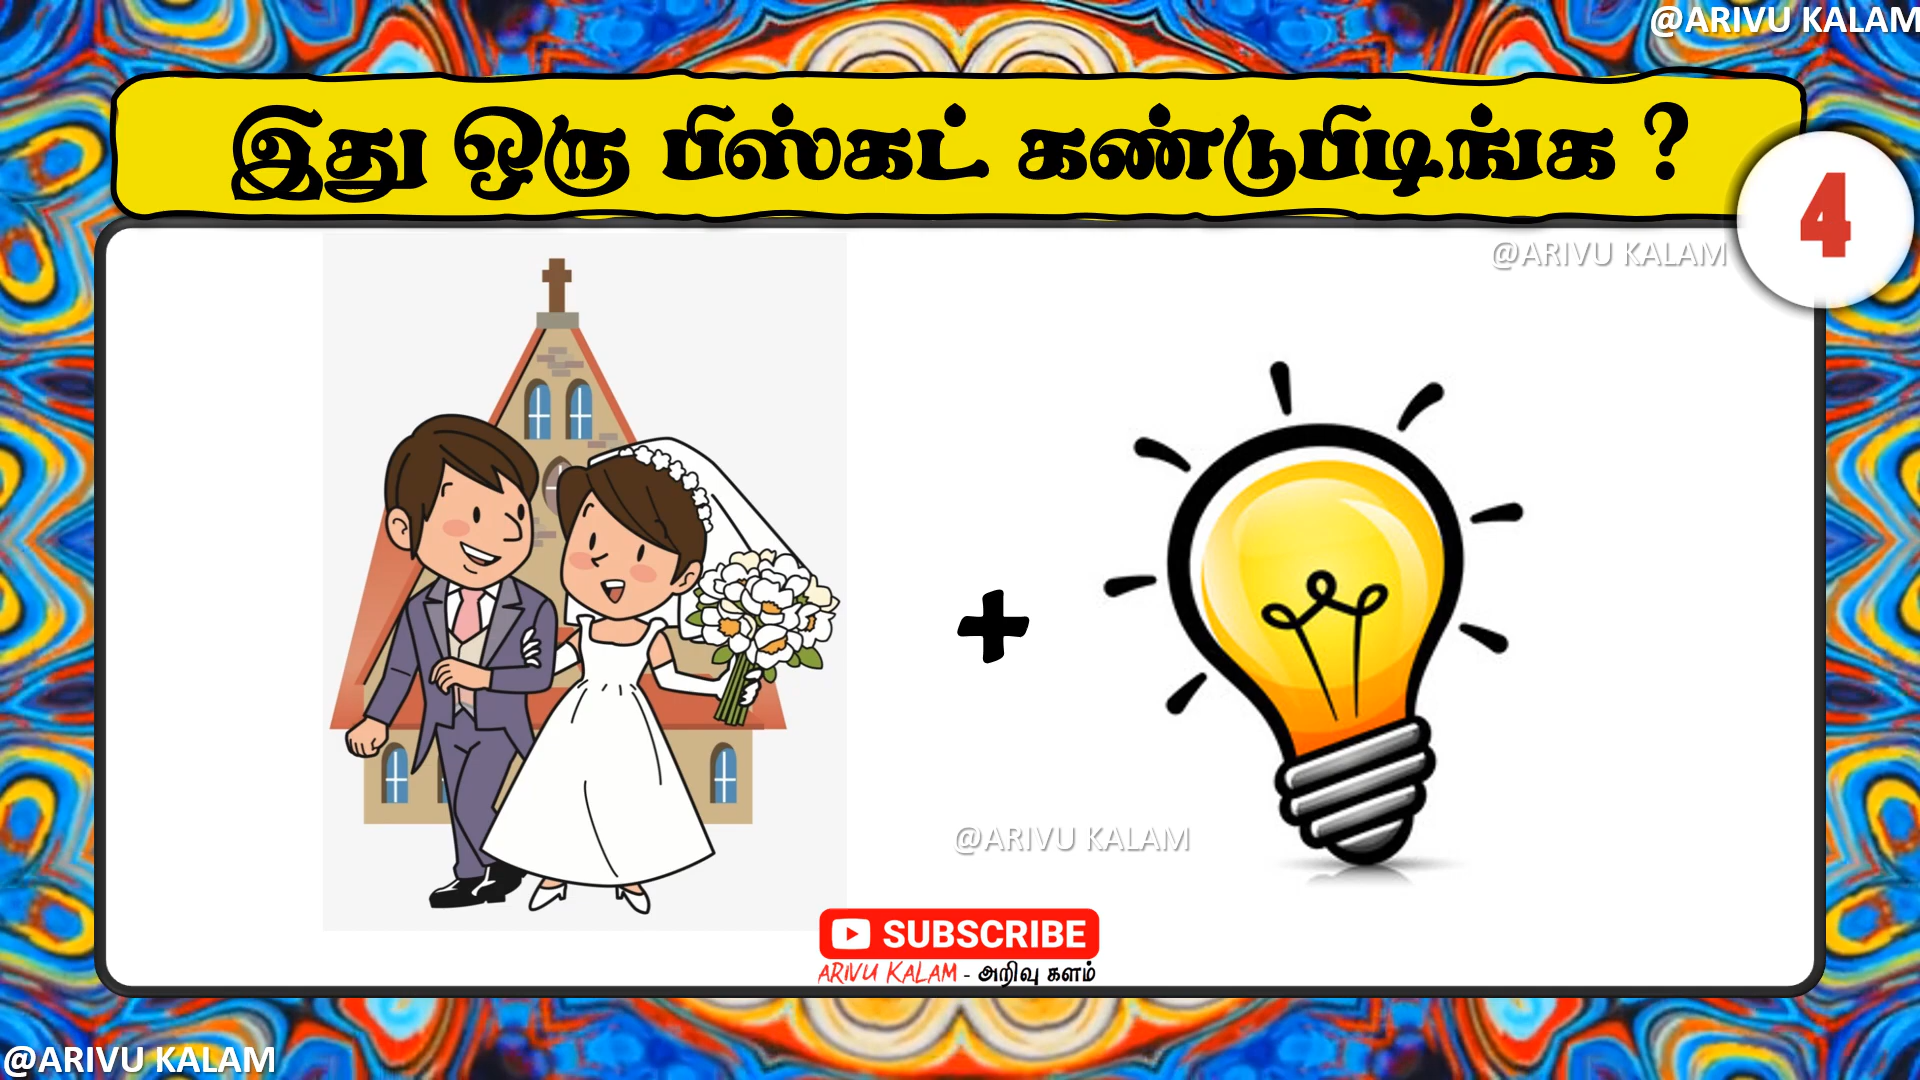 @ARIVU KALAM
இது ஒரு பிஸ்கட் கண்டுபிடிங்க ?
4
@ARIVU KALAM
+
@ARIVU KALAM
SUBSCRIBE
ARIVU KALAM - அறிவு களம்
@ARIVU KALAM